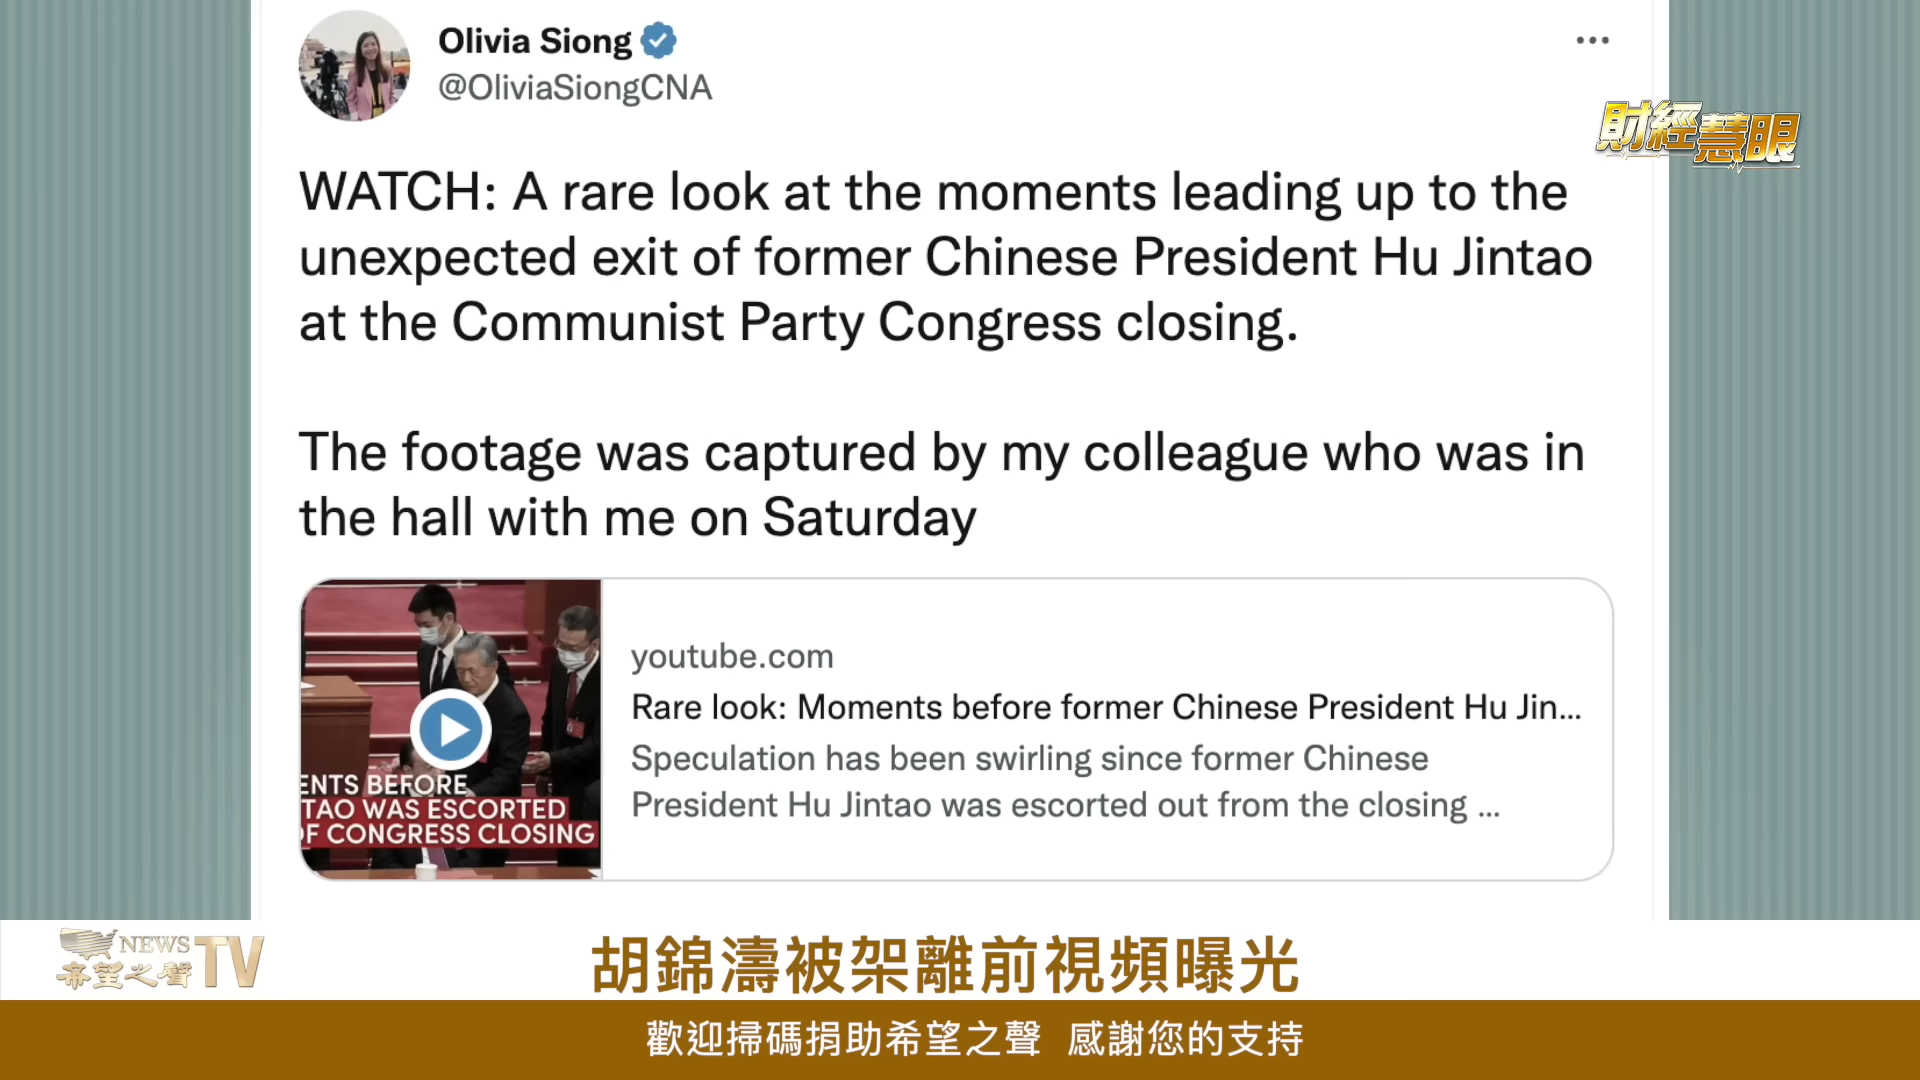 Olivia Siong
@OliviaSiongCNA
財經慧眼
WATCH: A rare look at the moments leading up to the
unexpected exit of former Chinese President Hu Jintao
at the Communist Party Congress closing.
The footage was captured by my colleague who was in
the hall with me on Saturday
ENTS BEFORE
TAO WAS ESCORTED
OF CONGRESS CLOSING
youtube.com
Rare look: Moments before former Chinese President Hu Jin...
Speculation has been swirling since former Chinese
President Hu Jintao was escorted out from the closing ...
NEWS
希望之聲TV
胡錦濤被架離前視頻曝光
歡迎掃碼捐助希望之聲 感謝您的支持